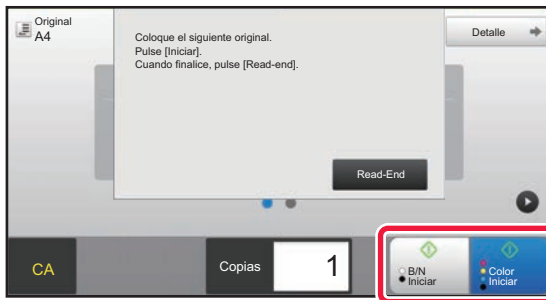 Original
A4
Coloque el siguiente original.
Pulse [Iniciar].
Cuando finalice, pulse [Read-end].
Detalle
Read-End
CA
Copias
1
B/N
Iniciar
Color
Iniciar